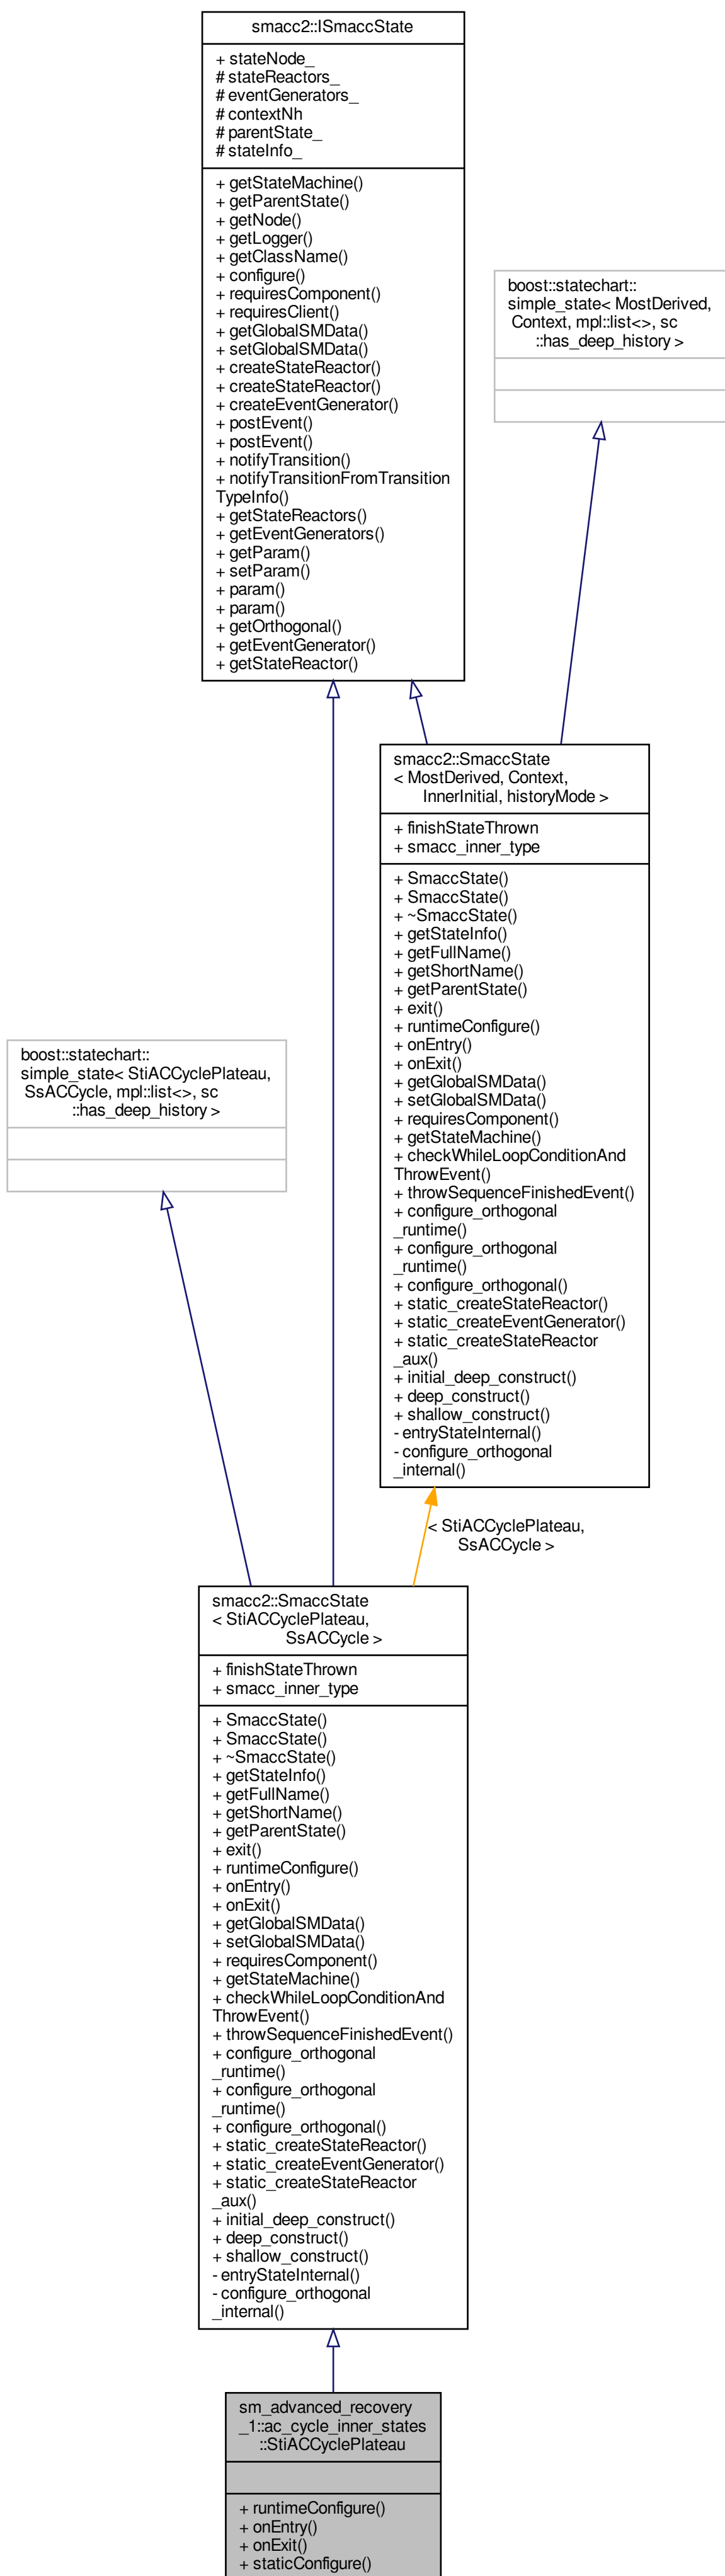 smacc2::ISmaccState
+ stateNode_
# stateReactors_
# eventGenerators_
# contextNh
# parentState_
# stateInfo_
+ getStateMachine()
+ getParentState()
+ getNode()
+ getLogger()
+ getClassName()
+ configure()
+ requiresComponent()
+ requiresClient()
+ getGlobalSMData()
+ setGlobalSMData()
+ createStateReactor()
+ createStateReactor()
+ createEventGenerator()
+ postEvent()
+ postEvent()
+ notifyTransition()
+ notifyTransitionFromTransition
TypeInfo()
+ getStateReactors()
+ getEventGenerators()
+ getParam()
+ setParam()
+ param()
+ param()
+ getOrthogonal()
+ getEventGenerator()
+ getStateReactor()
boost::statechart::
simple_state< MostDerived,
Context, mpl::list<>, sc
::has_deep_history >
smacc2::SmaccState
< MostDerived, Context,
InnerInitial, historyMode >
+ finishStateThrown
+ smacc_inner_type
+ SmaccState()
+ SmaccState()
+ ~SmaccState()
+ getStateInfo()
+ getFullName()
+ getShortName()
+ getParentState()
+ exit()
+ runtimeConfigure()
+ onEntry()
+ onExit()
+ getGlobalSMData()
+ setGlobalSMData()
+ requiresComponent()
+ getStateMachine()
+ checkWhileLoopConditionAnd
ThrowEvent()
+ throwSequenceFinishedEvent()
+ configure_orthogonal
_runtime()
+ configure_orthogonal
_runtime()
+ configure_orthogonal()
+ static_createStateReactor()
+ static_createEventGenerator()
+ static_createStateReactor
_aux()
+ initial_deep_construct()
+ deep_construct()
+ shallow_construct()
- entryStateInternal()
- configure_orthogonal
_internal()
boost::statechart::
simple_state< StiACCyclePlateau,
SsACCycle, mpl::list<>, sc
::has_deep_history >
< StiACCyclePlateau,
SsACCycle >
smacc2::SmaccState
< StiACCyclePlateau,
SsACCycle >
+ finishStateThrown
+ smacc_inner_type
+ SmaccState()
+ SmaccState()
+ ~SmaccState()
+ getStateInfo()
+ getFullName()
+ getShortName()
+ getParentState()
+ exit()
+ runtimeConfigure()
+ onEntry()
+ onExit()
+ getGlobalSMData()
+ setGlobalSMData()
+ requiresComponent()
+ getStateMachine()
+ checkWhileLoopConditionAnd
ThrowEvent()
+ throwSequenceFinishedEvent()
+ configure_orthogonal
_runtime()
+ configure_orthogonal
_runtime()
+ configure_orthogonal()
+ static_createStateReactor()
+ static_createEventGenerator()
+ static_createStateReactor
_aux()
+ initial_deep_construct()
+ deep_construct()
+ shallow_construct()
- entryStateInternal()
- configure_orthogonal
_internal()
sm_advanced_recovery
_1::ac_cycle_inner_states
::StiACCyclePlateau
+ runtimeConfigure()
+ onEntry()
+ onExit()
+ staticConfigure()